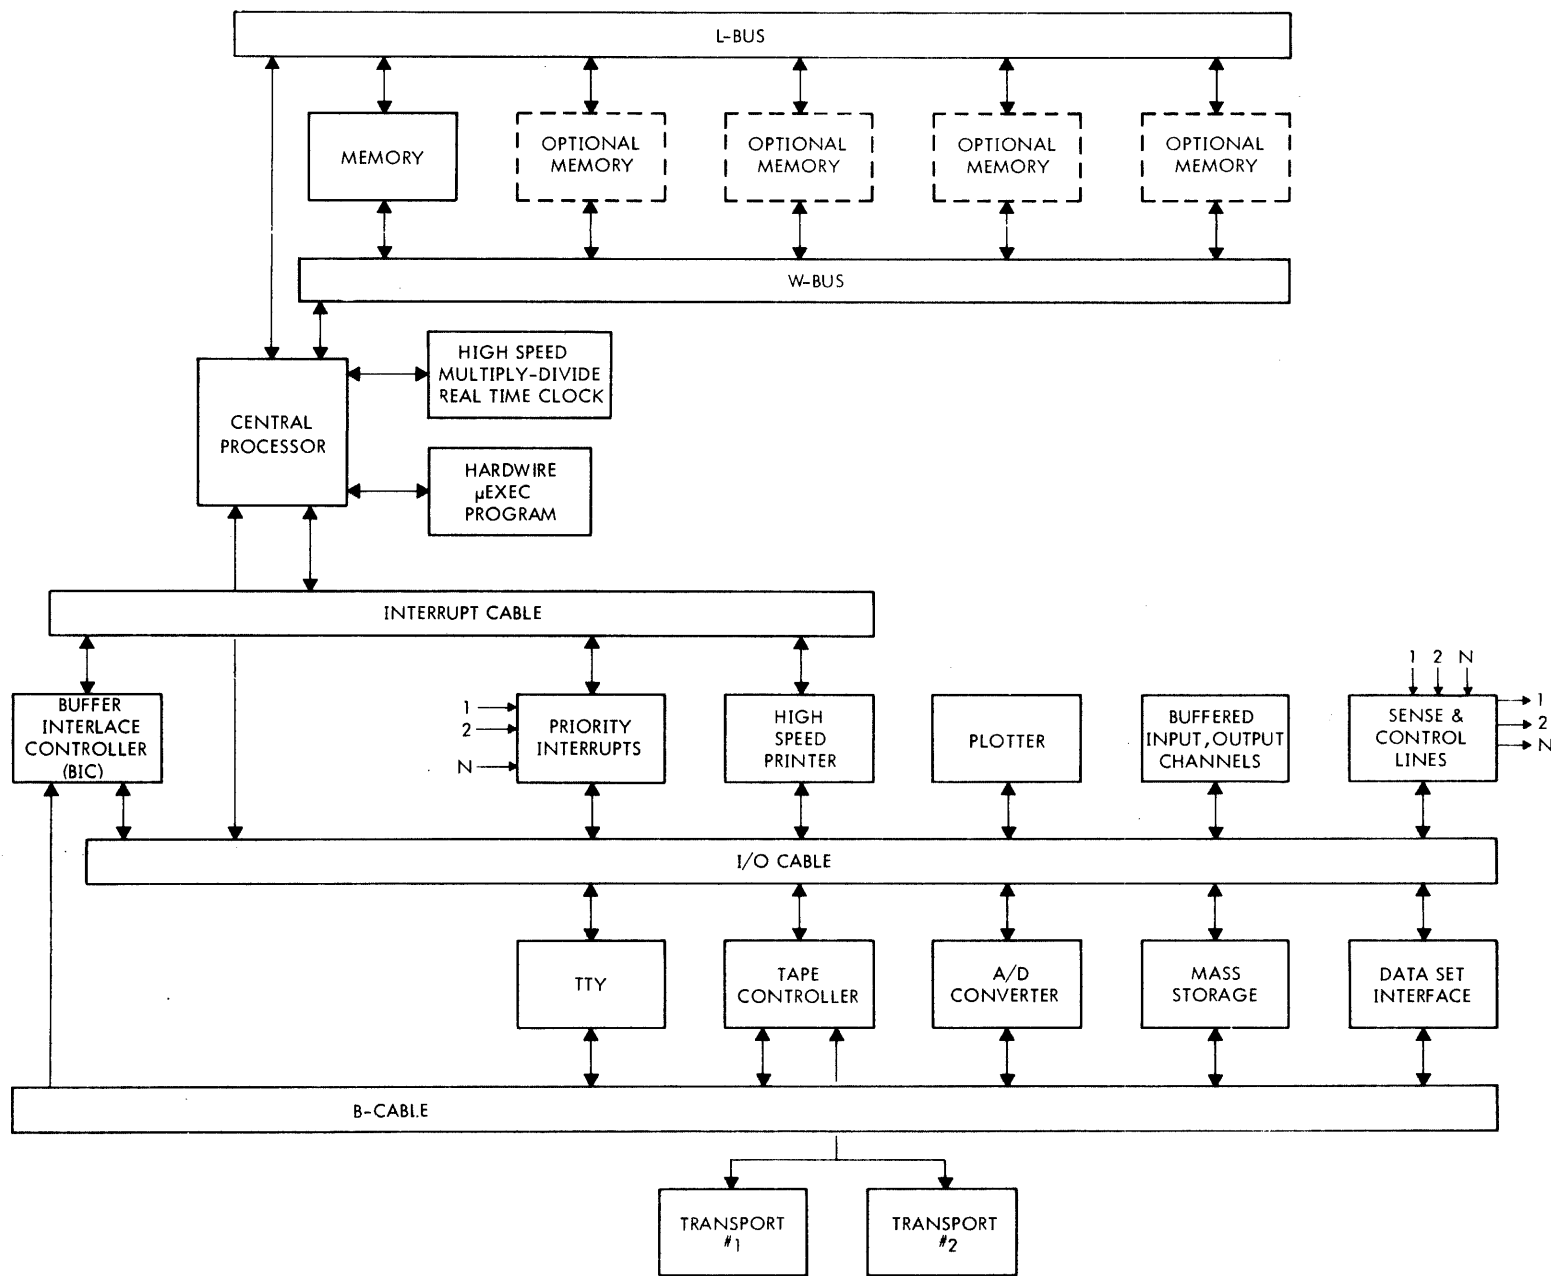 L-BUS
MEMORY
OPTIONAL
MEMORY
OPTIONAL
MEMORY
OPTIONAL
MEMORY
OPTIONAL
MEMORY
W-BUS
HIGH SPEED
MULTIPLY-DIVIDE
REAL TIME CLOCK
CENTRAL
PROCESSOR
HARDWIRE
µEXEC
PROGRAM
INTERRUPT CABLE
BUFFER
INTERLACE
CONTROLLER
(BIC)
1
2
N
PRIORITY
INTERRUPTS
HIGH
SPEED
PRINTER
PLOTTER
BUFFERED
INPUT, OUTPUT
CHANNELS
1 2 N
SENSE &
CONTROL
LINES
1
2
N
I/O CABLE
TTY
TAPE
CONTROLLER
A/D
CONVERTER
MASS
STORAGE
DATA SET
INTERFACE
B-CABLE
TRANSPORT
#1
TRANSPORT
#2